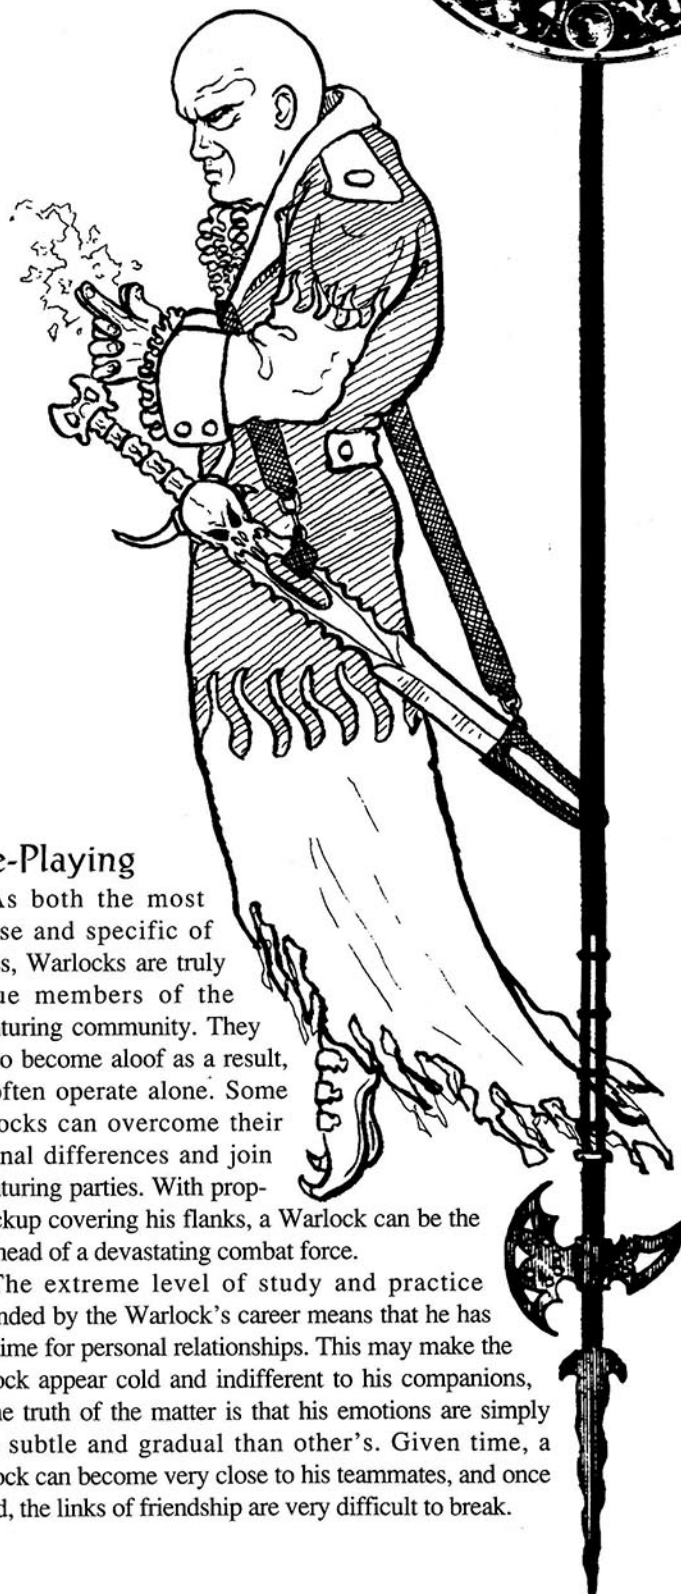 e-Playing
As both the most
se and specific of
s, Warlocks are truly
ue members of the
turing community. They
o become aloof as a result,
often operate alone. Some
ocks can overcome their
nal differences and join
turing parties. With prop-
ckup covering his flanks, a Warlock can be the
head of a devastating combat force.
The extreme level of study and practice
nded by the Warlock's career means that he has
time for personal relationships. This may make the
ock appear cold and indifferent to his companions,
he truth of the matter is that his emotions are simply
subtle and gradual than other's. Given time, a
ock can become very close to his teammates, and once
d, the links of friendship are very difficult to break.